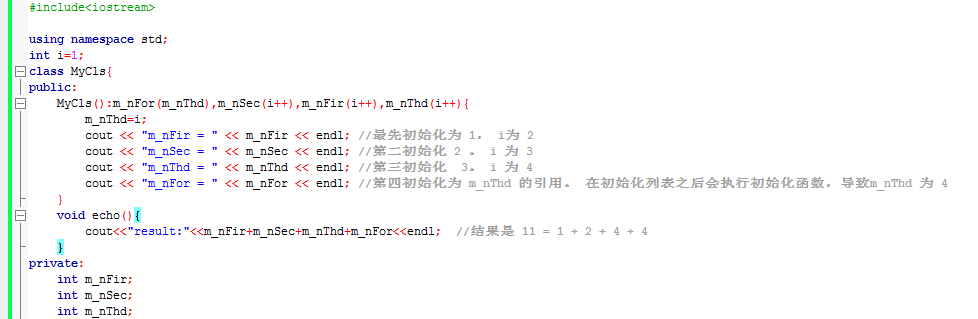 #include<iostream>
using namespace std;
int i=1;
class MyCls{
public:
MyCls():m_nFor(m_nThd),m_nSec(i++),m_nFir(i++),m_nThd(i++){
m_nThd=i;
cout << "m_nFir = " << m_nFir << endl; //最先初始化为 1。 i为 2
cout << "m_nSec = " << m_nSec << endl; //第二初始化 2 。 i 为 3
cout << "m_nThd = " << m_nThd << endl; //第三初始化  3。 i 为 4
cout << "m_nFor = " << m_nFor << endl; //第四初始化为 m_nThd 的引用。 在初始化列表之后会执行初始化函数。导致m_nThd 为 4
}
void echo(){
cout<<"result:"<<m_nFir+m_nSec+m_nThd+m_nFor<<endl;  //结果是 11 = 1 + 2 + 4 + 4
}
private:
int m_nFir;
int m_nSec;
int m_nThd;